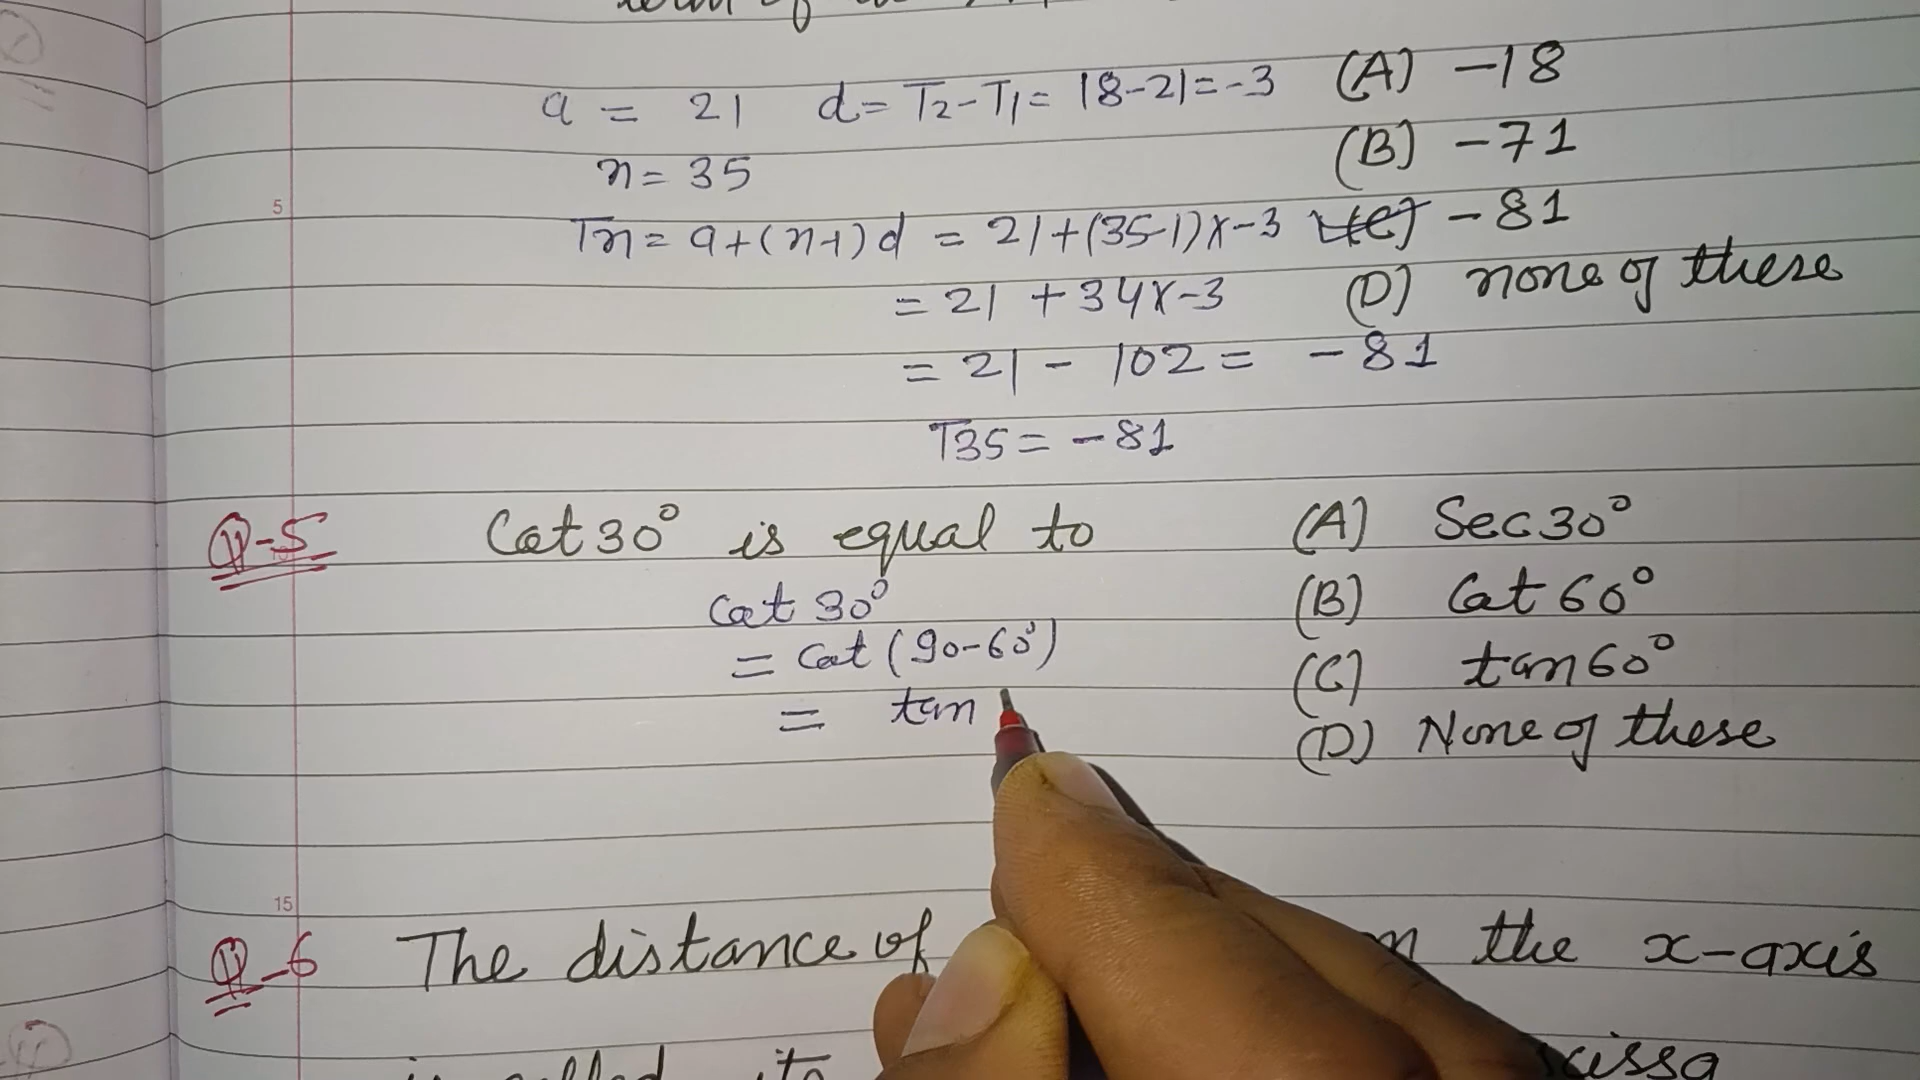 a = 21 d = T2-T1 = 18-21 = -3 (A) -18
n = 35 (B) -71
5
Tn = a+(n-1)d = 21+(35-1)x-3 (C) -81
= 21 + 34x-3 (D) none of these
= 21 - 102 = -81
T35 = -81
Q-5 Cot 30° is equal to (A) Sec 30°
Cot 30° (B) Cot 60°
= Cot (90-60°) (C) tan 60°
= tan (D) None of these
15
Q-6 The distance of the x-axis